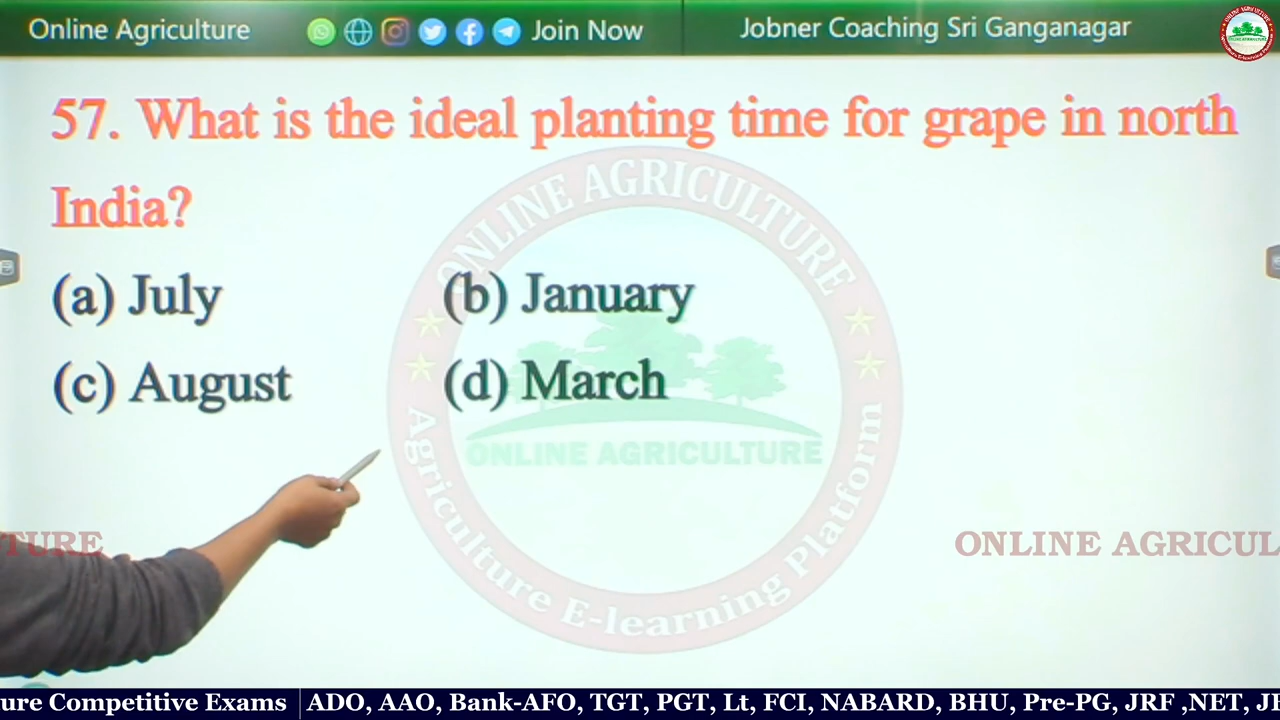 Online Agriculture
Join Now
Jobner Coaching Sri Ganganagar
57. What is the ideal planting time for grape in north
India?
(a) July
(b) January
(c) August
(d) March
ONLINE AGRICULTURE
ONLINE AGRICULTURE
Agriculture E-learning Platform
TURE
ONLINE AGRICUL
ure Competitive Exams
ADO, AAO, Bank-AFO, TGT, PGT, Lt, FCI, NABARD, BHU, Pre-PG, JRF ,NET, JR